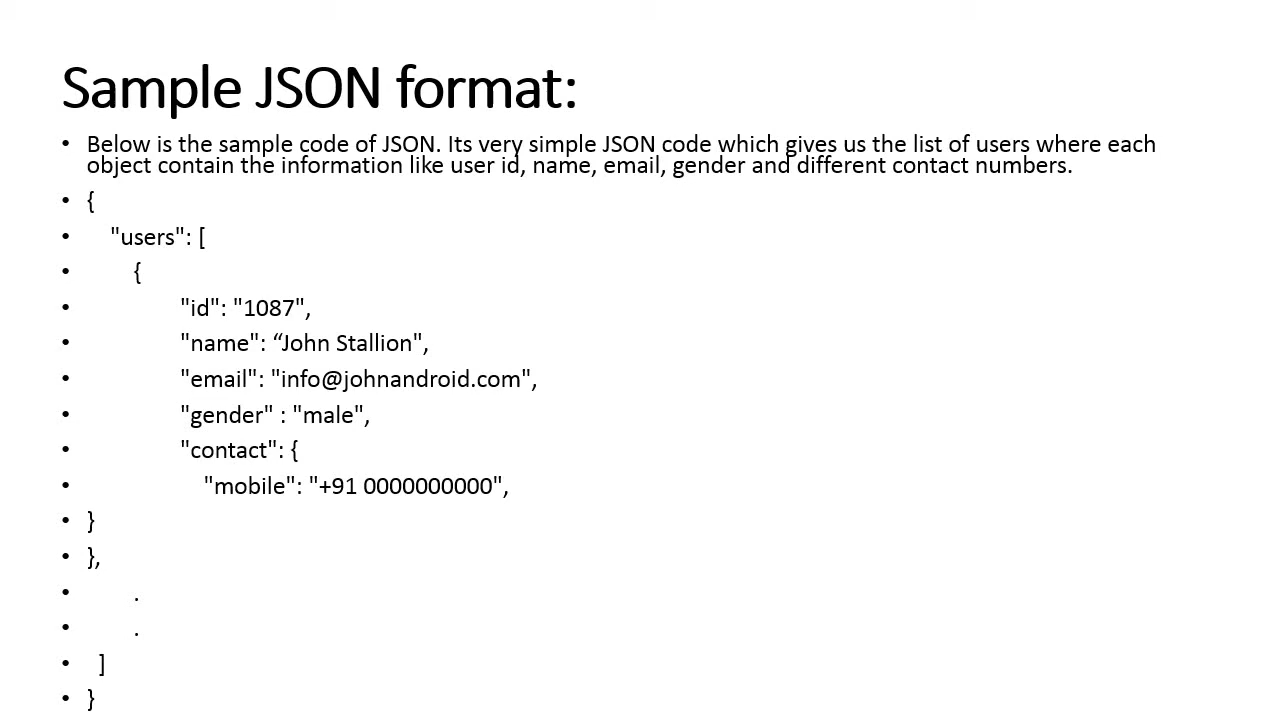 Sample JSON format:
• Below is the sample code of JSON. Its very simple JSON code which gives us the list of users where each
object contain the information like user id, name, email, gender and different contact numbers.
• {
• "users": [
• {
• "id": "1087",
• "name": “John Stallion",
• "email": "info@johnandroid.com",
• "gender" : "male",
• "contact": {
• "mobile": "+91 0000000000",
• }
• },
• .
• .
• ]
• }